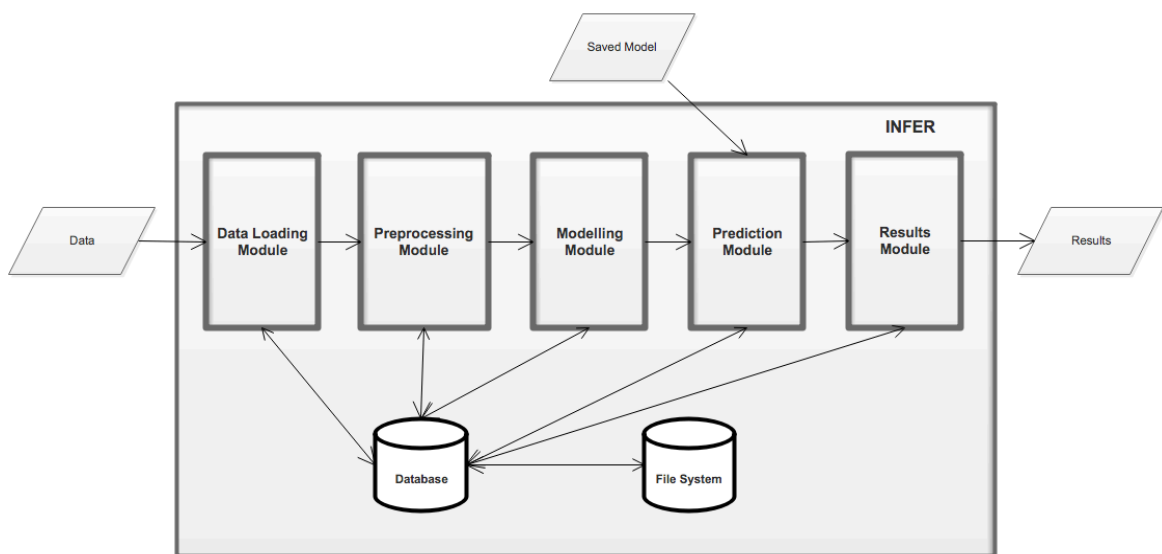 Saved Model
INFER
Data
Data Loading
Module
Preprocessing
Module
Modelling
Module
Prediction
Module
Results
Module
Results
Database
File System